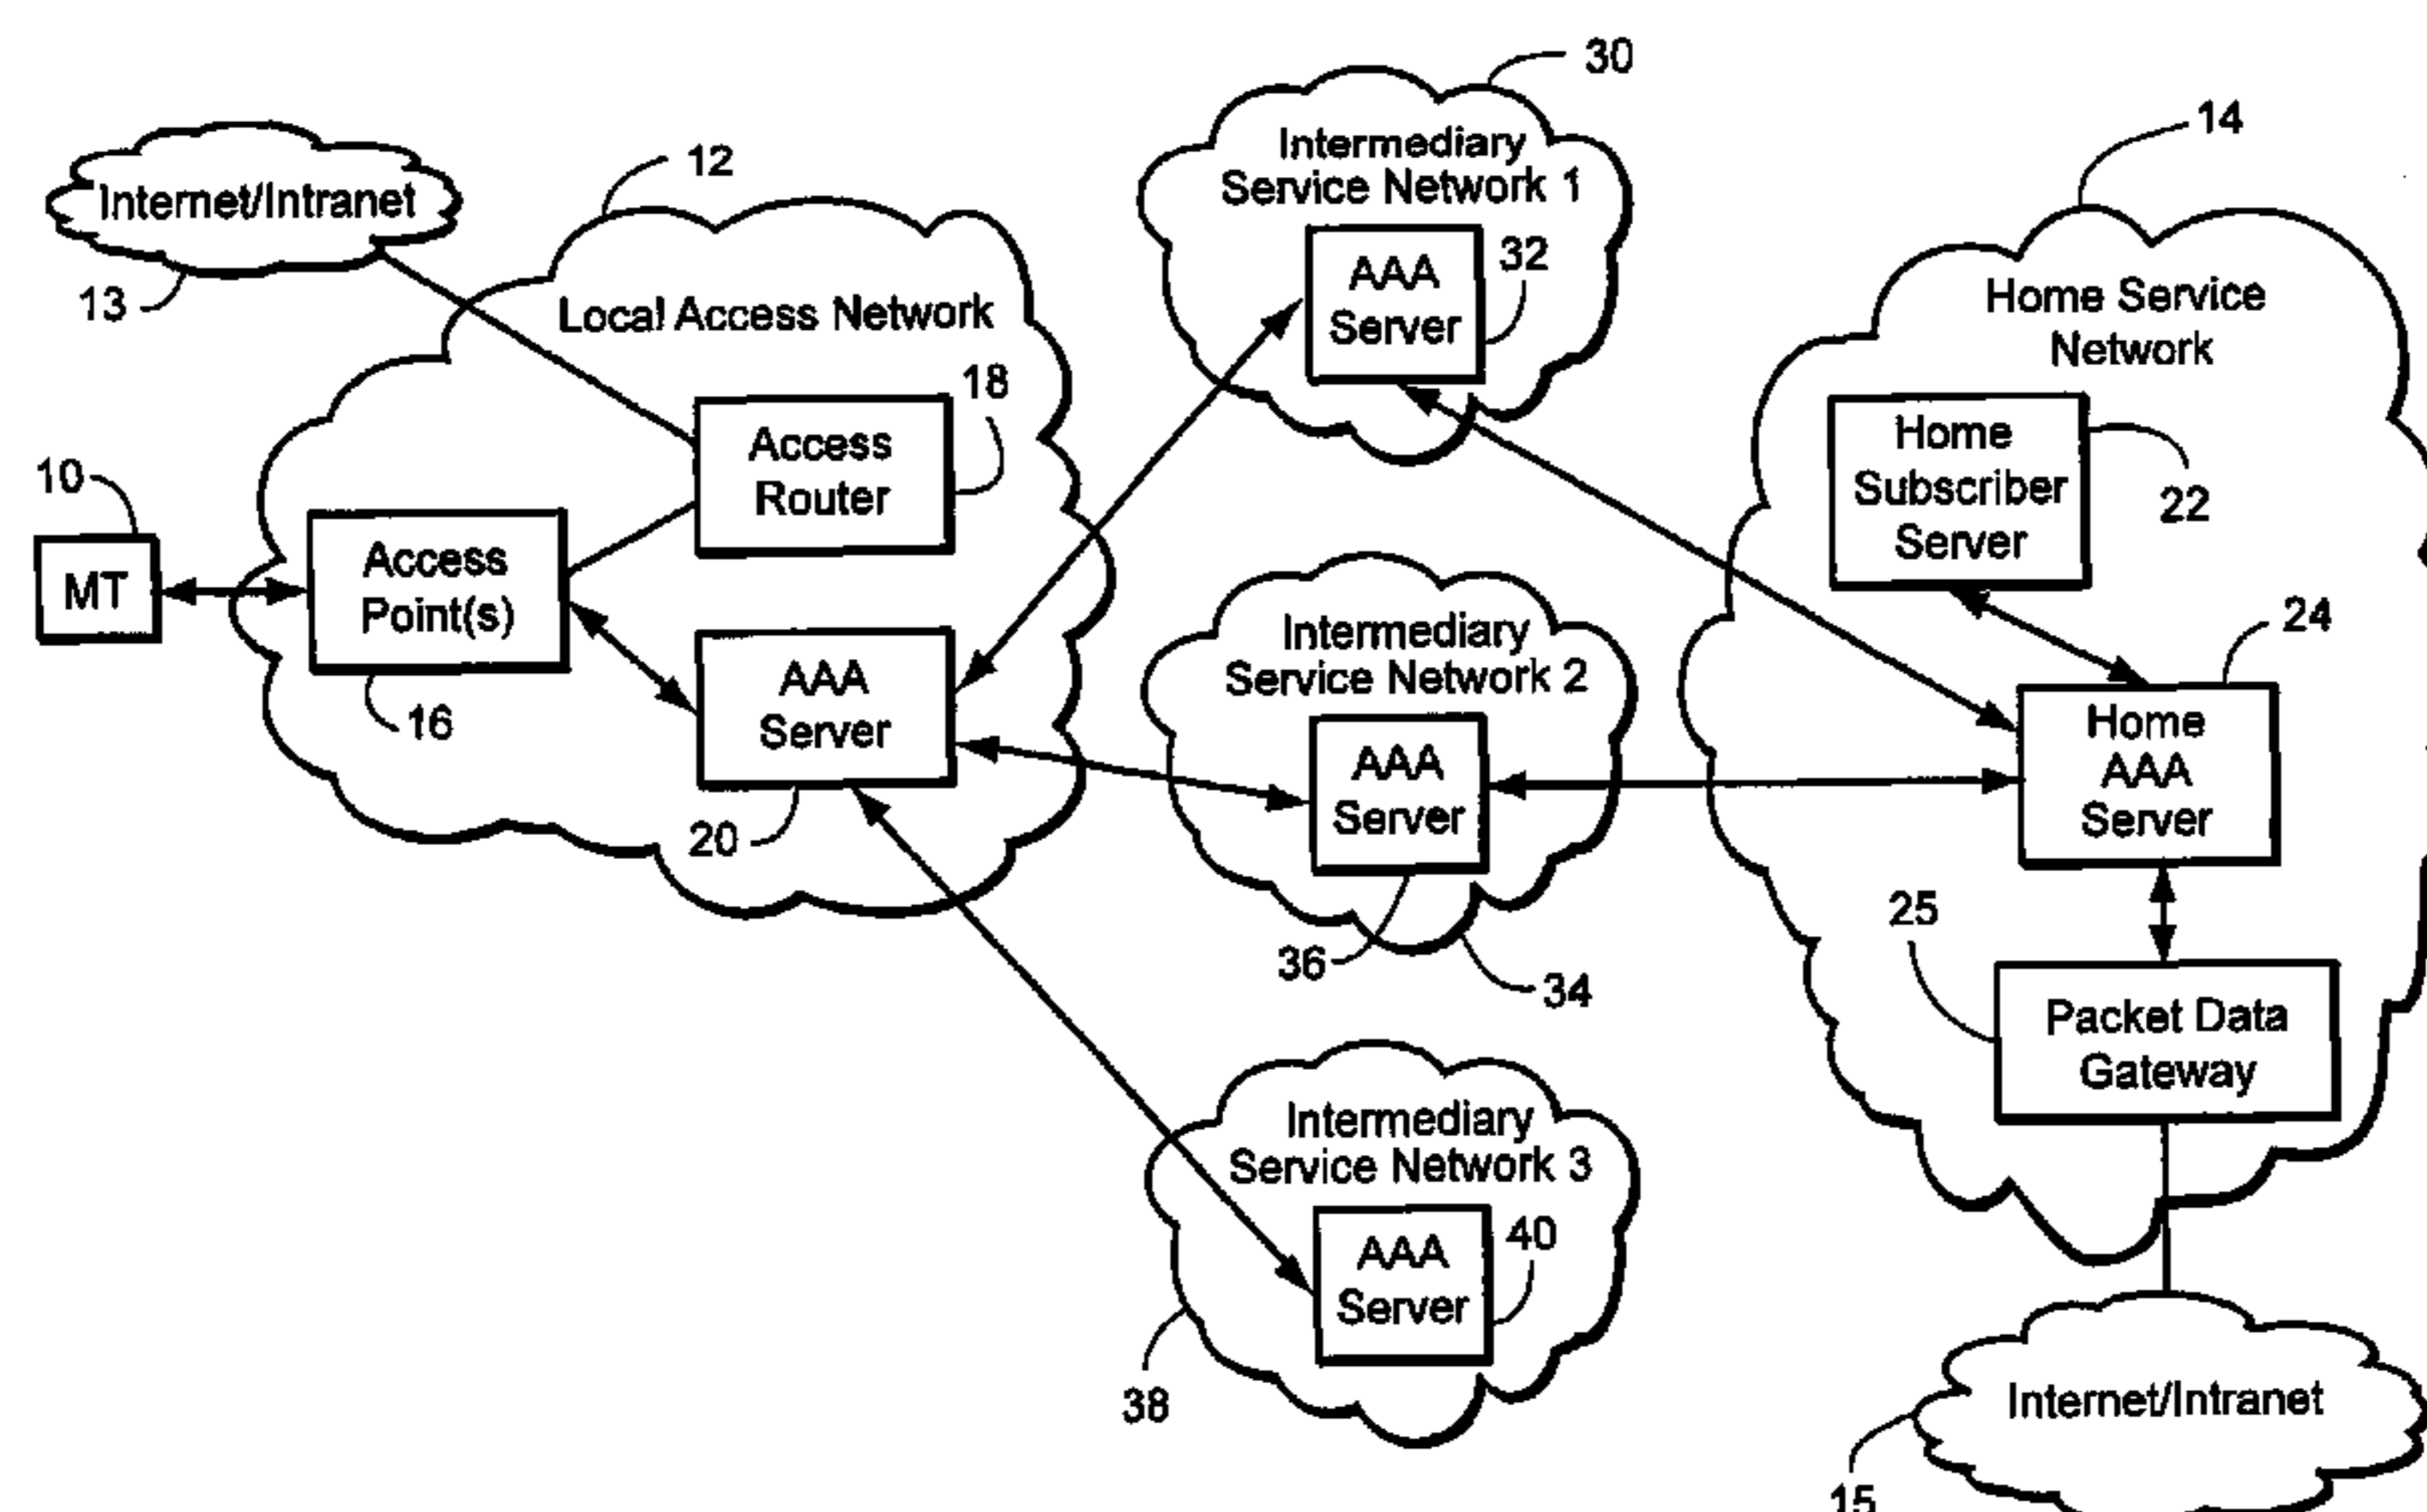 30
Intermediary
Service Network 1
AAA
Server
32
14
Home Service
Network
Home
Subscriber
Server
22
24
Home
AAA
Server
25
Packet Data
Gateway
Internet/Intranet
15
Internet/Intranet
13
12
Local Access Network
18
Access
Router
10
MT
Access
Point(s)
16
AAA
Server
20
Intermediary
Service Network 2
AAA
Server
36
34
Intermediary
Service Network 3
AAA
Server
40
38